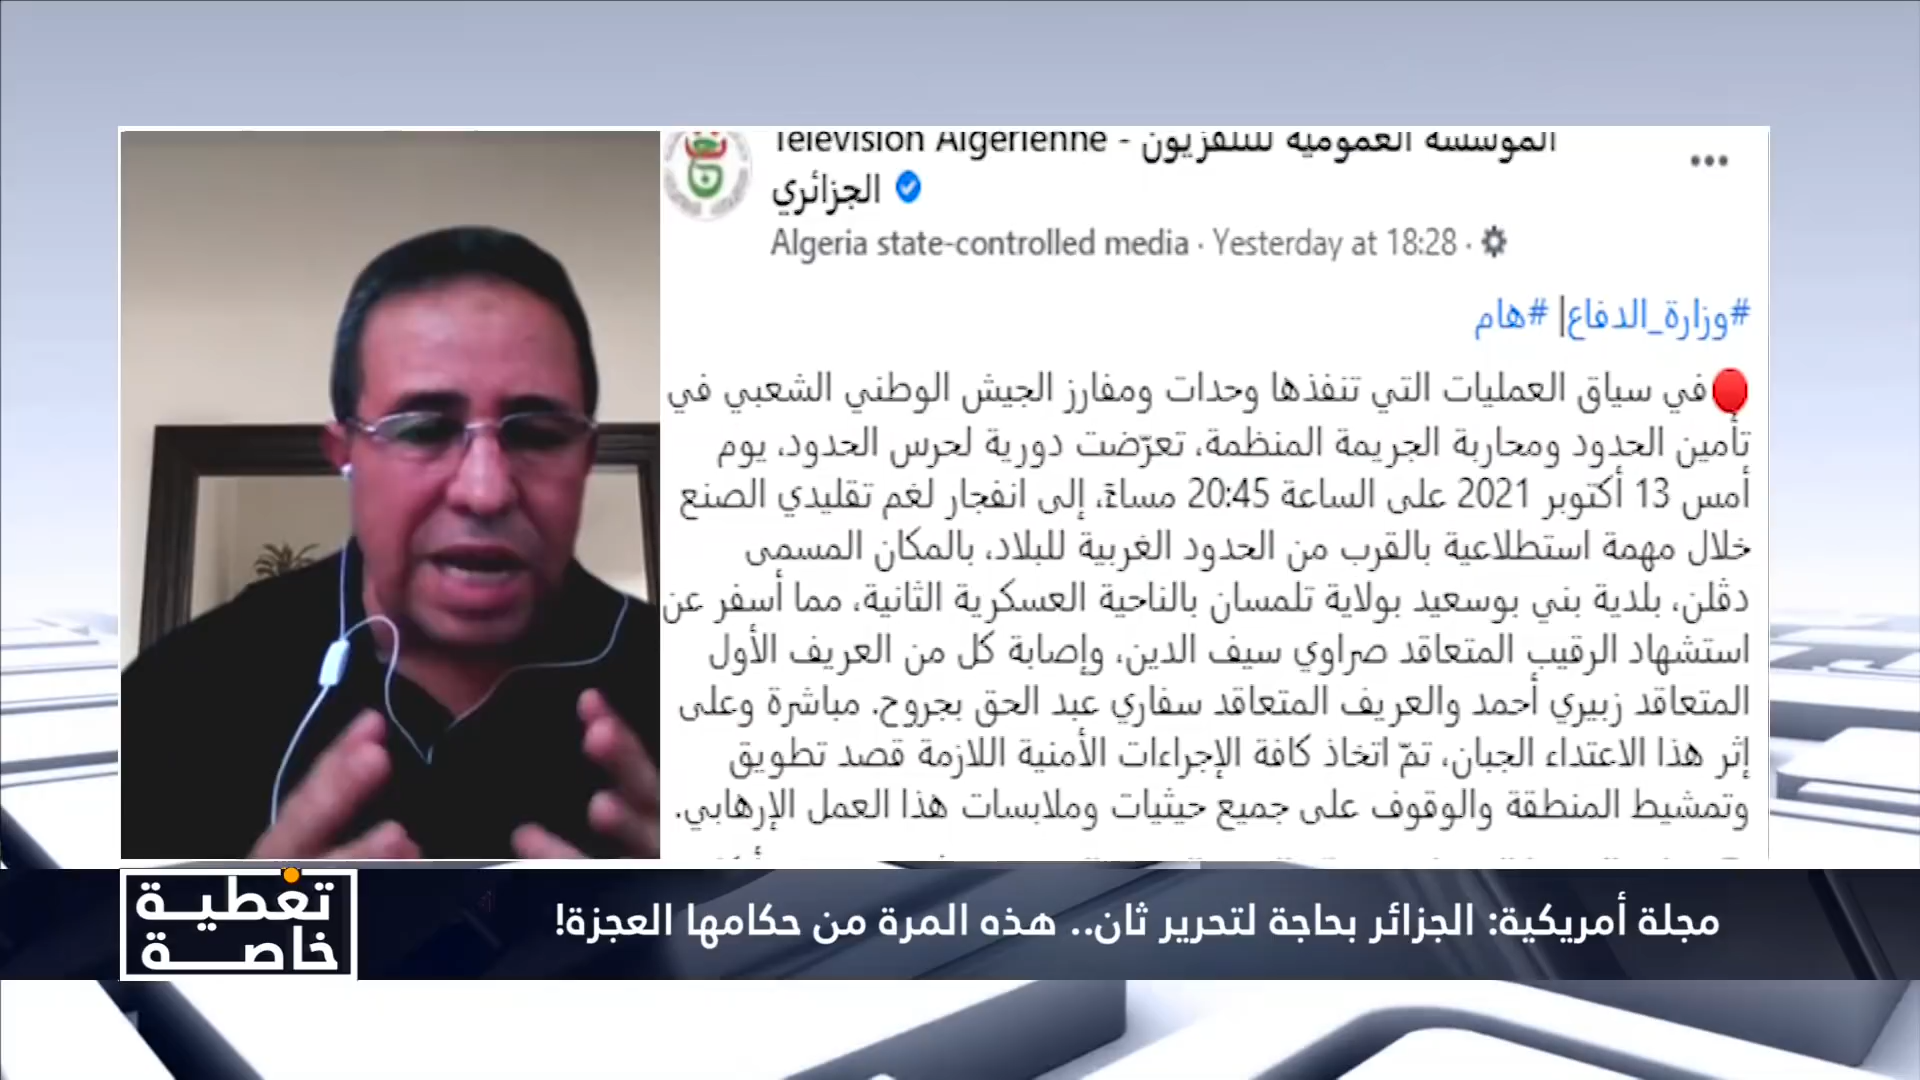 Télévision Algérienne - المؤسسة العمومية للتلفزيون
الجزائري
Algeria state-controlled media · Yesterday at 18:28 ·
#وزارة_الدفاع| #هام
في سياق العمليات التي تنفذها وحدات ومفارز الجيش الوطني الشعبي في
تأمين الحدود ومحاربة الجريمة المنظمة، تعرّضت دورية لحرس الحدود، يوم
أمس 13 أكتوبر 2021 على الساعة 20:45 مساءً، إلى انفجار لغم تقليدي الصنع
خلال مهمة استطلاعية بالقرب من الحدود الغربية للبلاد، بالمكان المسمى
دڨلن، بلدية بني بوسعيد بولاية تلمسان بالناحية العسكرية الثانية، مما أسفر عن
استشهاد الرقيب المتعاقد صراوي سيف الدين، وإصابة كل من العريف الأول
المتعاقد زبيري أحمد والعريف المتعاقد سفاري عبد الحق بجروح. مباشرة وعلى
إثر هذا الاعتداء الجبان، تمّ اتخاذ كافة الإجراءات الأمنية اللازمة قصد تطويق
وتمشيط المنطقة والوقوف على جميع حيثيات وملابسات هذا العمل الإرهابي.
تغطية
خاصة
مجلة أمريكية: الجزائر بحاجة لتحرير ثان.. هذه المرة من حكامها العجزة!